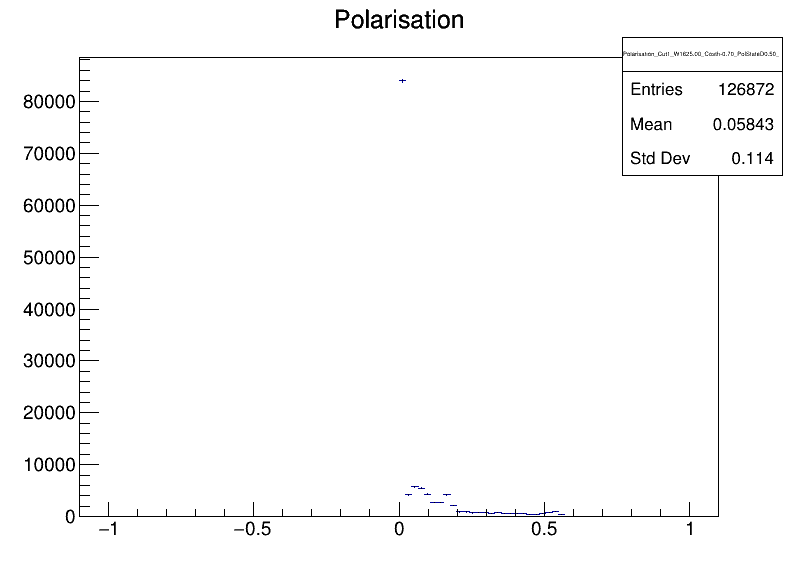 Polarisation
Polarisation_Cut1_W1625.00_Costh-0.70_PolStateD0.50_
Entries 126872
Mean 0.05843
Std Dev 0.114
80000
70000
60000
50000
40000
30000
20000
10000
0
−1 −0.5 0 0.5 1